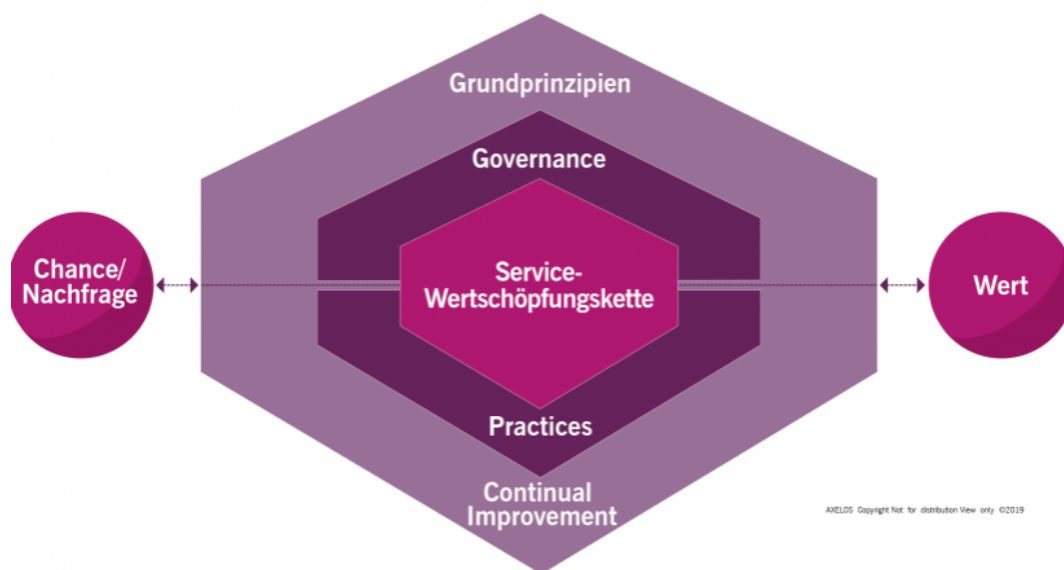 Grundprinzipien
Governance
Chance/
Nachfrage
Service-
Wertschöpfungskette
Wert
Practices
Continual
Improvement
AXELOS Copyright Not for distribution View only ©2019